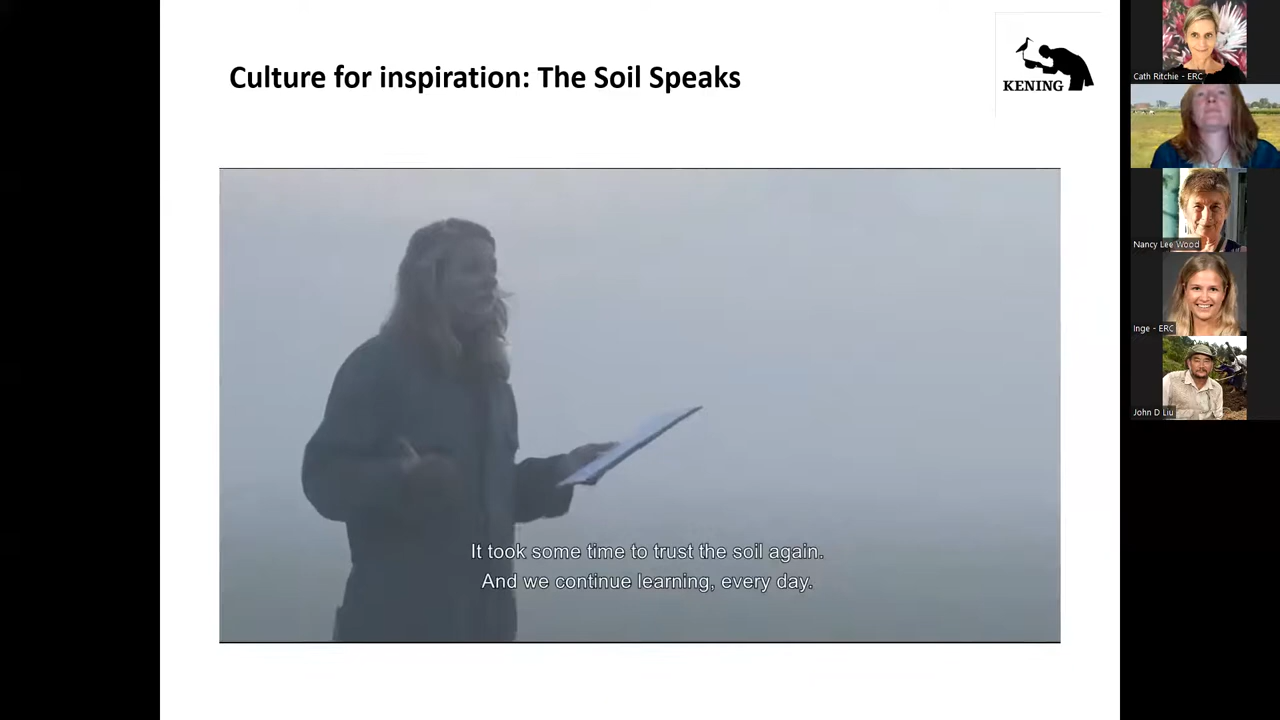 Culture for inspiration: The Soil Speaks
KENING
It took some time to trust the soil again.
And we continue learning, every day.
Cath Ritchie - ERC
Nancy Lee Wood
Inge - ERC
John D Liu